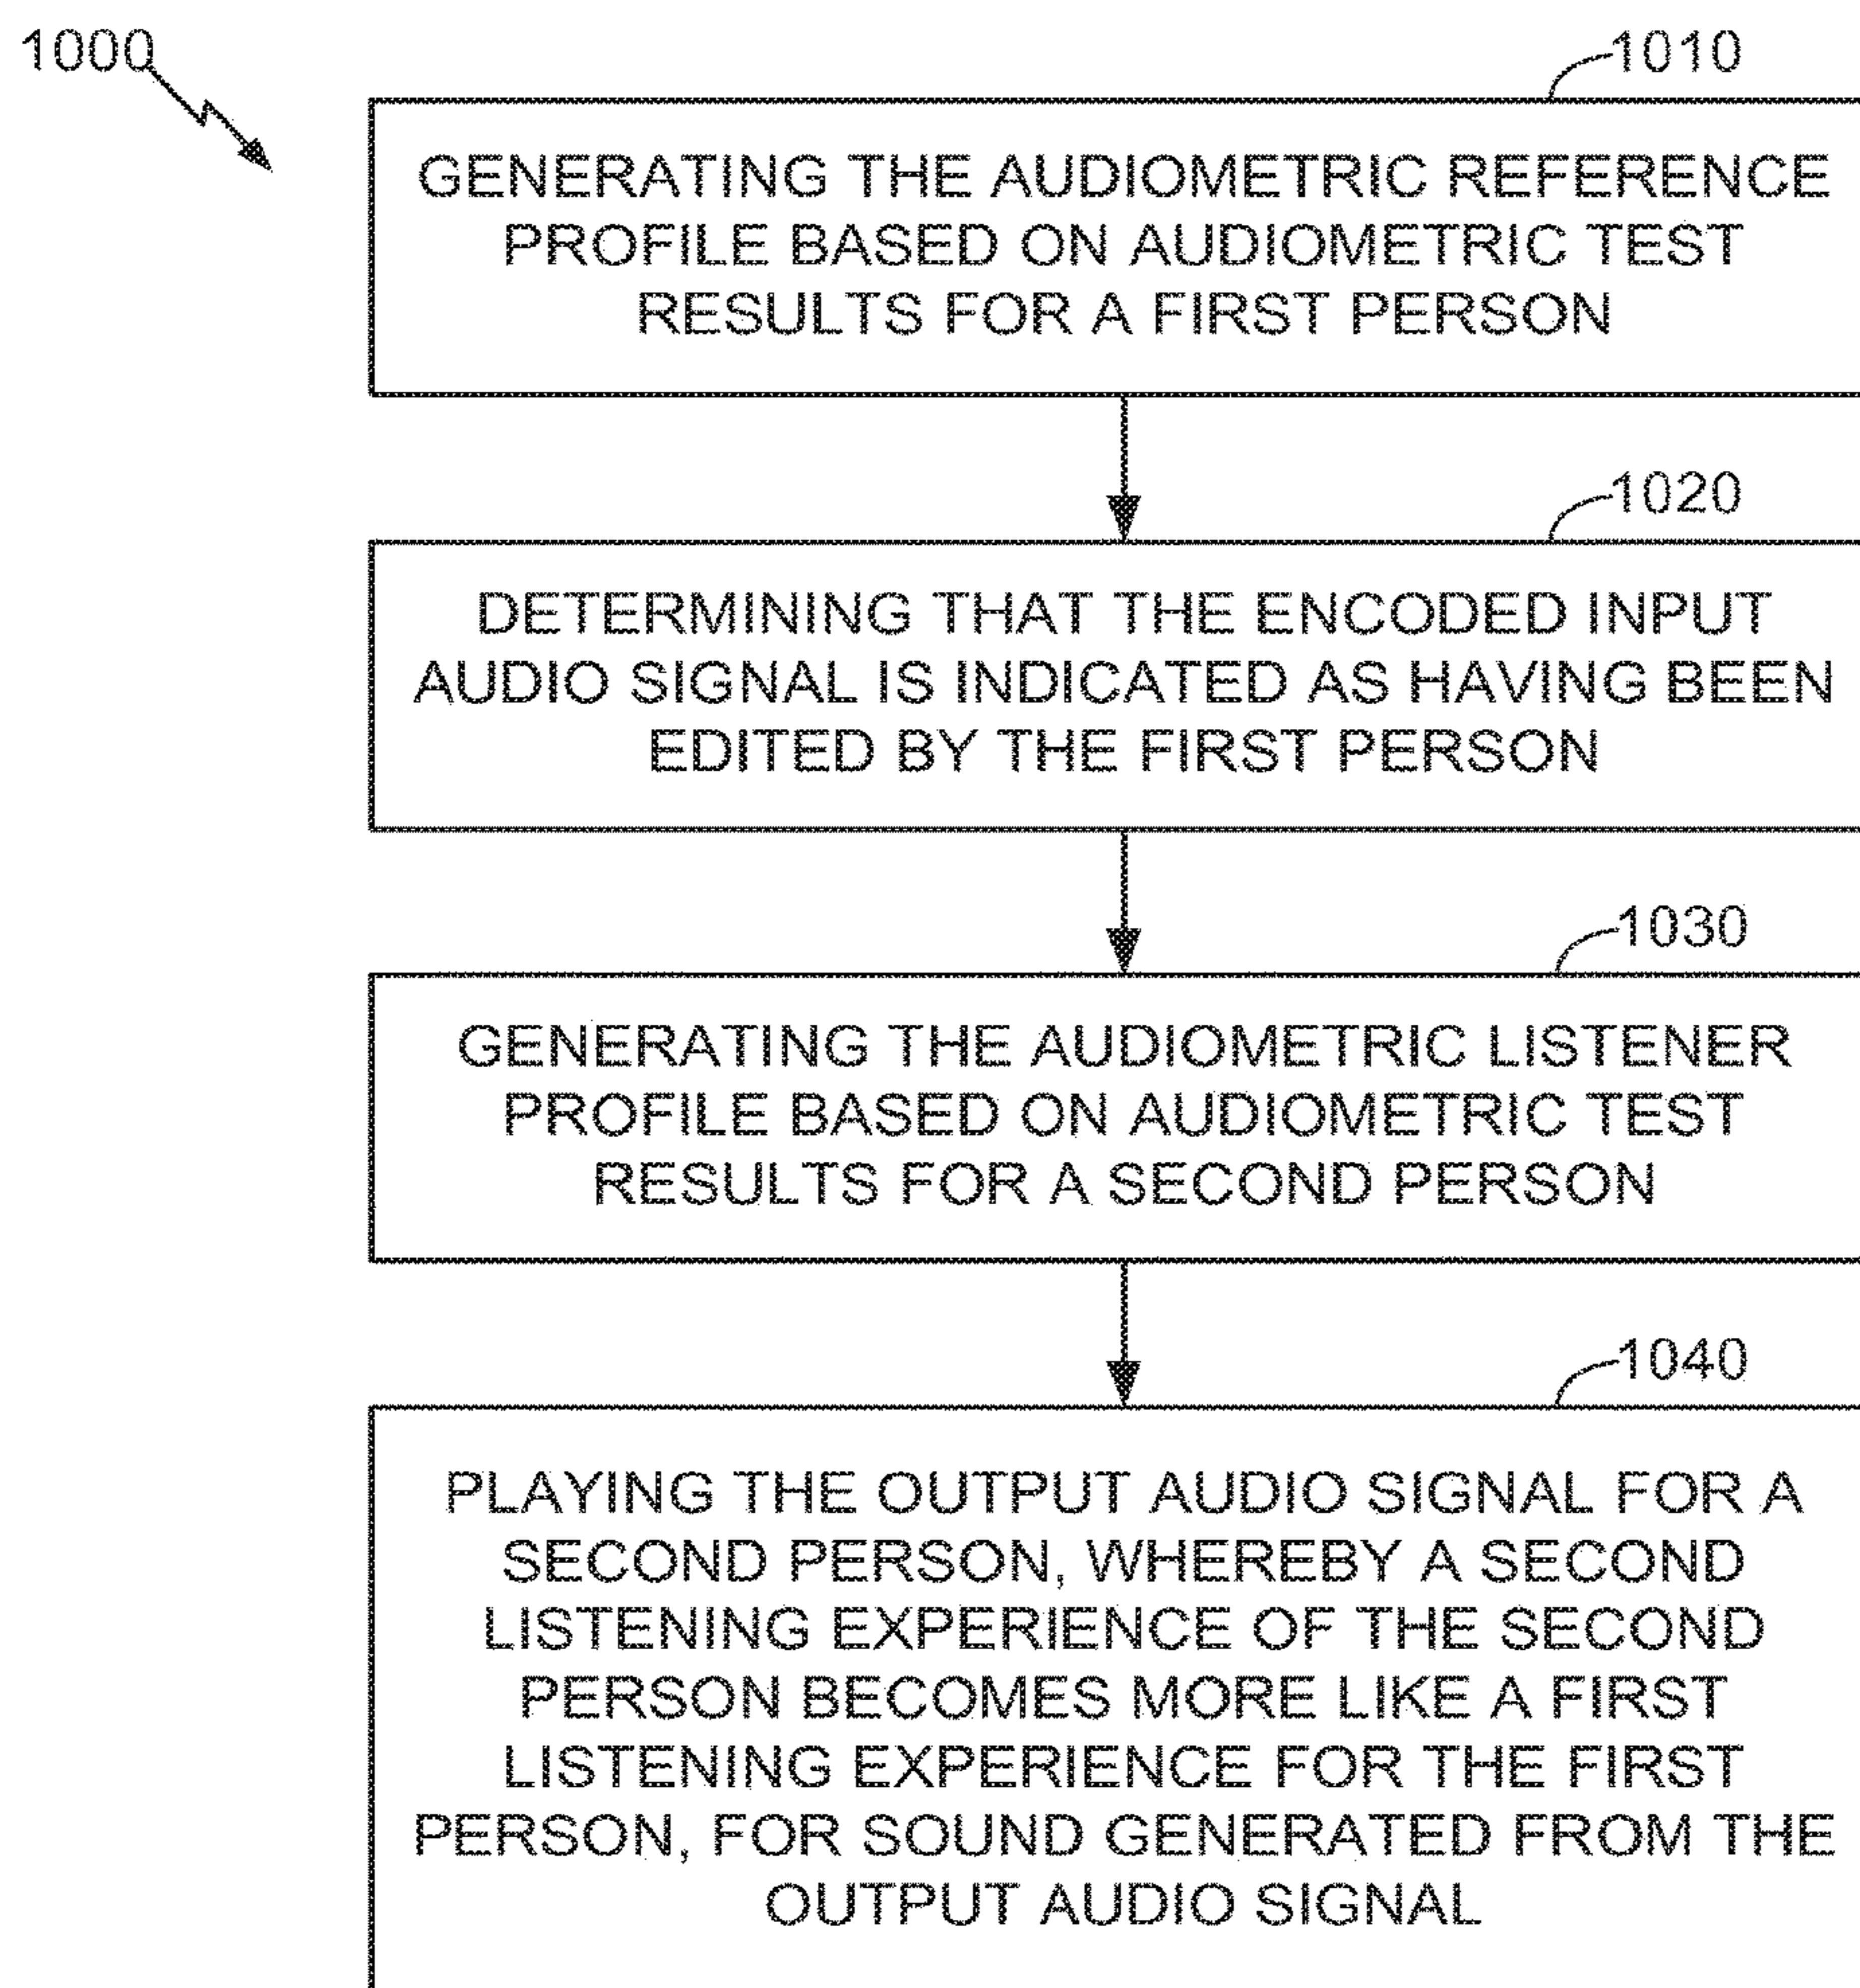 1000
1010
GENERATING THE AUDIOMETRIC REFERENCE
PROFILE BASED ON AUDIOMETRIC TEST
RESULTS FOR A FIRST PERSON
1020
DETERMINING THAT THE ENCODED INPUT
AUDIO SIGNAL IS INDICATED AS HAVING BEEN
EDITED BY THE FIRST PERSON
1030
GENERATING THE AUDIOMETRIC LISTENER
PROFILE BASED ON AUDIOMETRIC TEST
RESULTS FOR A SECOND PERSON
1040
PLAYING THE OUTPUT AUDIO SIGNAL FOR A
SECOND PERSON, WHEREBY A SECOND
LISTENING EXPERIENCE OF THE SECOND
PERSON BECOMES MORE LIKE A FIRST
LISTENING EXPERIENCE FOR THE FIRST
PERSON, FOR SOUND GENERATED FROM THE
OUTPUT AUDIO SIGNAL